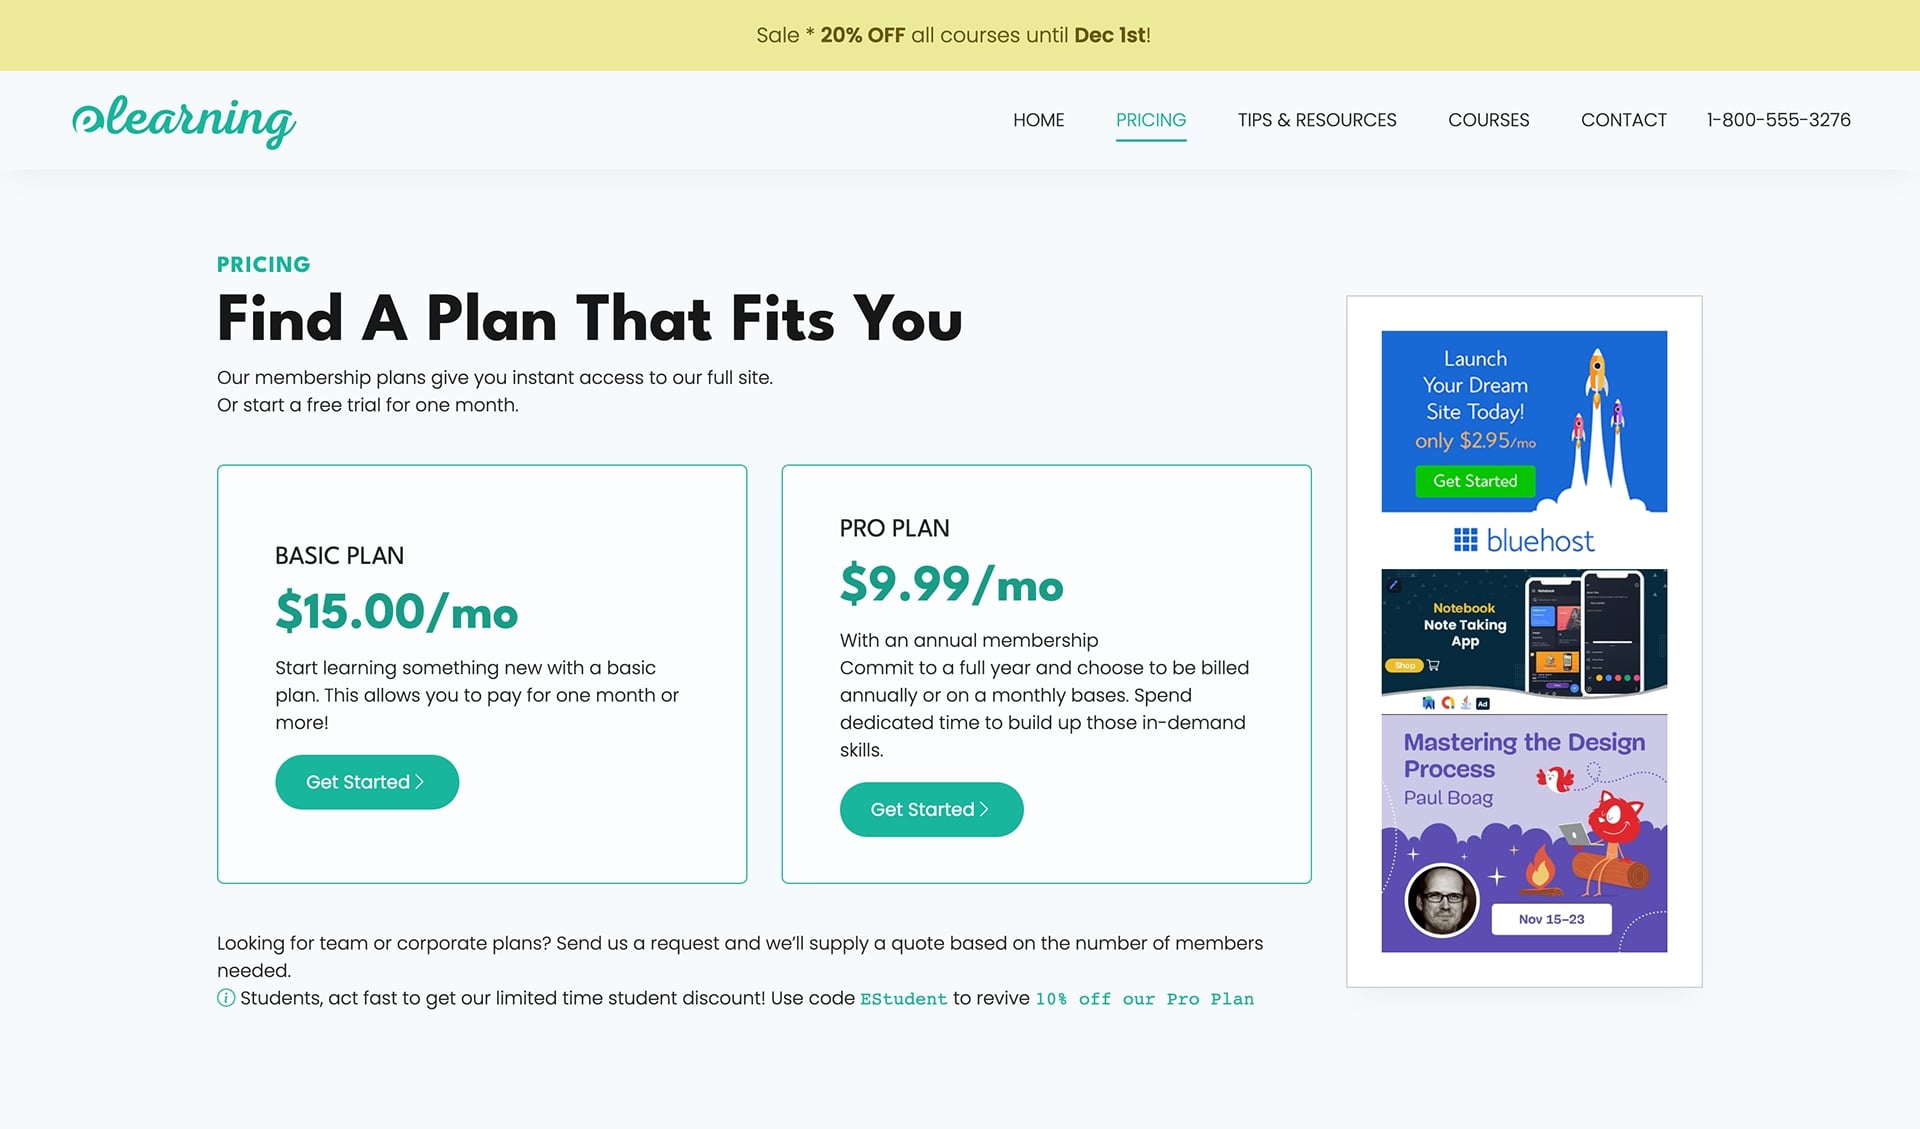 Sale * 20% OFF all courses until Dec 1st!
elearning
HOME
PRICING
TIPS & RESOURCES
COURSES
CONTACT
1-800-555-3276
PRICING
Find A Plan That Fits You
Our membership plans give you instant access to our full site.
Or start a free trial for one month.
BASIC PLAN
$15.00/mo
Start learning something new with a basic
plan. This allows you to pay for one month or
more!
Get Started
PRO PLAN
$9.99/mo
With an annual membership
Commit to a full year and choose to be billed
annually or on a monthly bases. Spend
dedicated time to build up those in-demand
skills.
Get Started
Looking for team or corporate plans? Send us a request and we’ll supply a quote based on the number of members
needed.
Students, act fast to get our limited time student discount! Use code EStudent to revive 10% off our Pro Plan
Launch
Your Dream
Site Today!
only $2.95/mo
Get Started
bluehost
Notebook
Note Taking
App
Shop
Notebook
Ad
Mastering the Design
Process
Paul Boag
Nov 15–23